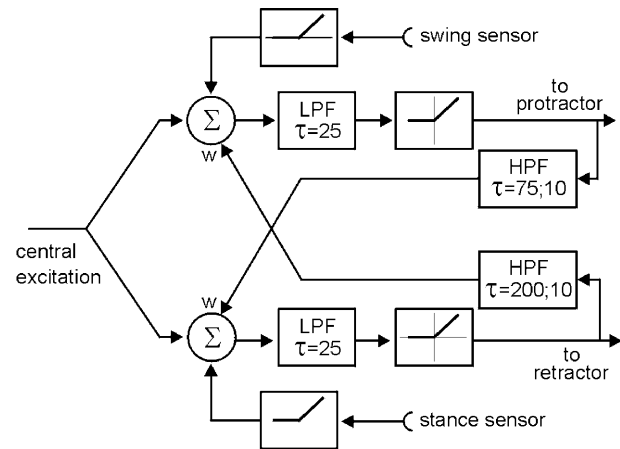 swing sensor
to
protractor
Σ
LPF
τ=25
w
HPF
τ=75;10
central
excitation
HPF
τ=200;10
w
Σ
LPF
τ=25
to
retractor
stance sensor